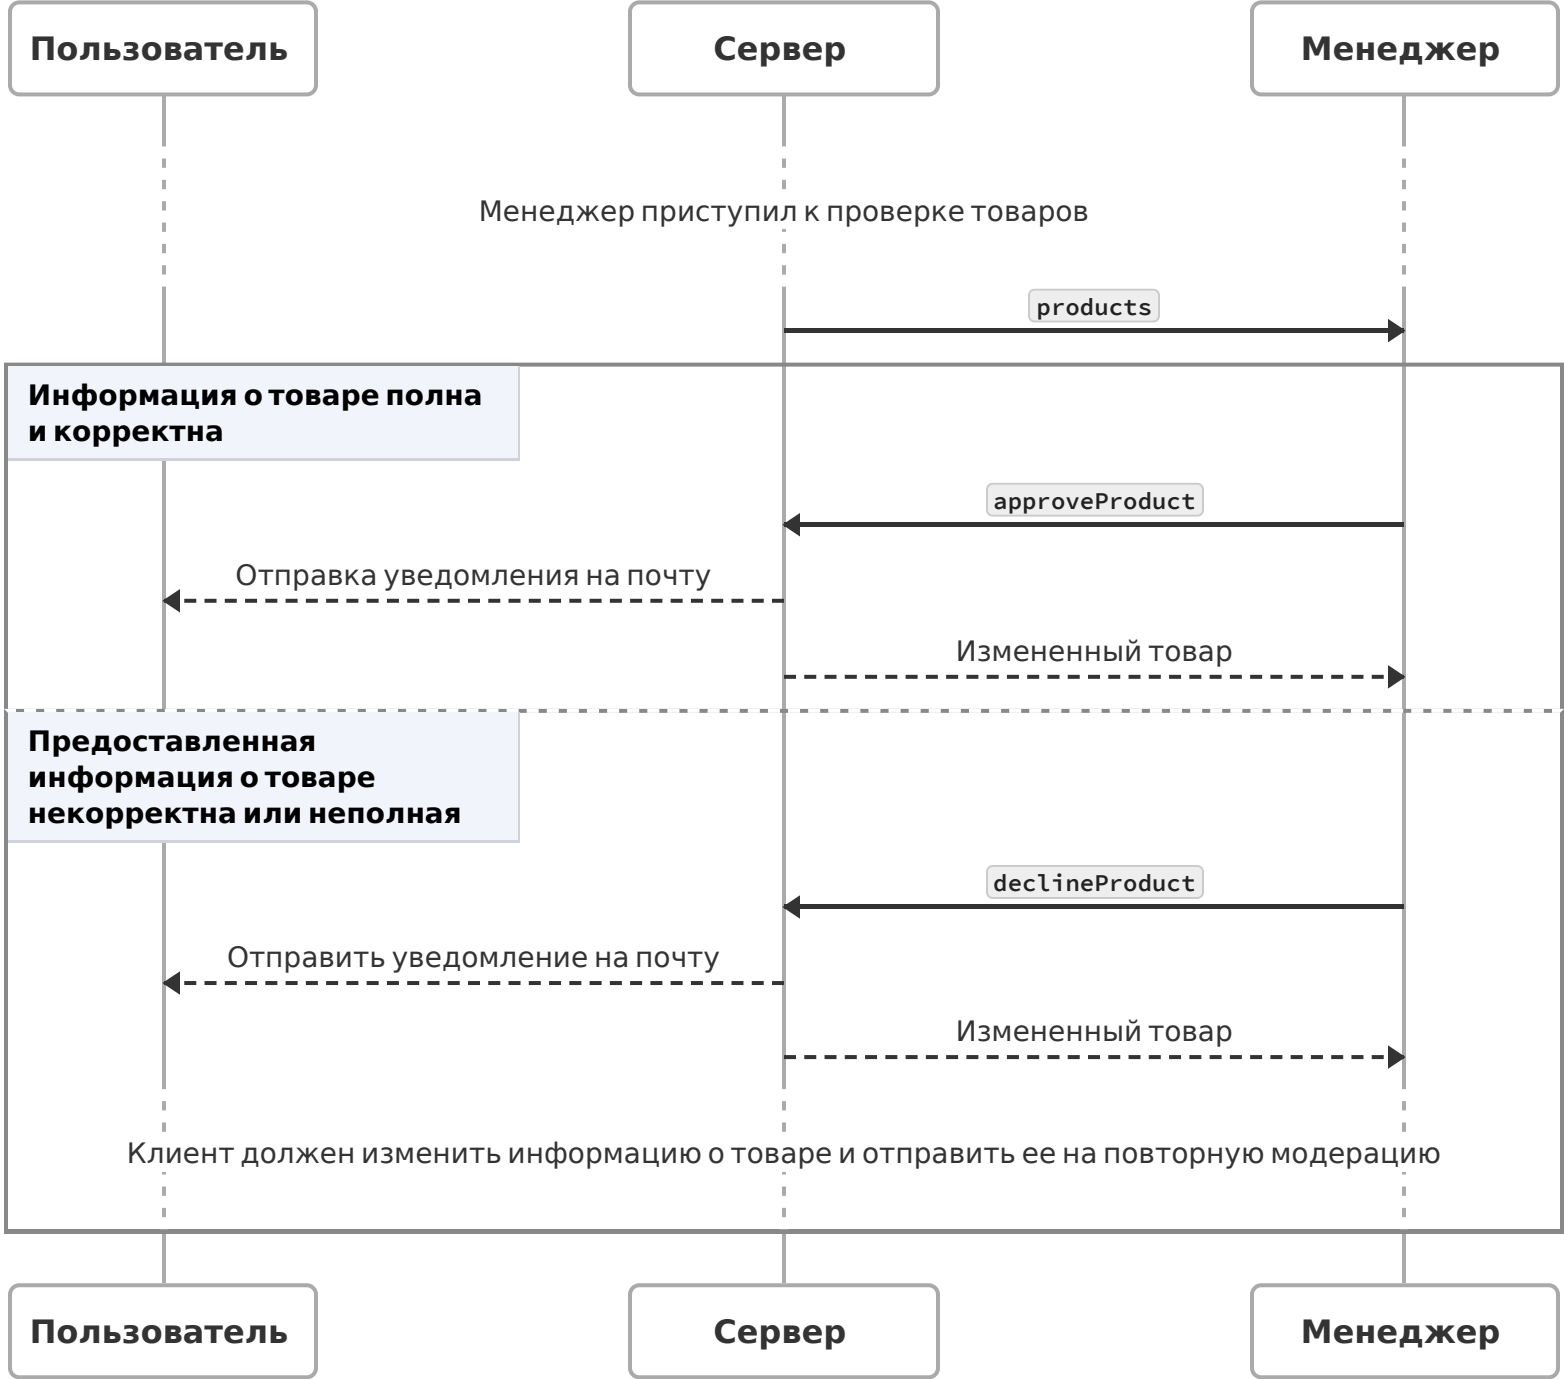 Пользователь
Сервер
Менеджер
Менеджер приступил к проверке товаров
products
Информация о товаре полна
и корректна
approveProduct
Отправка уведомления на почту
Измененный товар
Предоставленная
информация о товаре
некорректна или неполная
declineProduct
Отправить уведомление на почту
Измененный товар
Клиент должен изменить информацию о товаре и отправить ее на повторную модерацию
Пользователь
Сервер
Менеджер